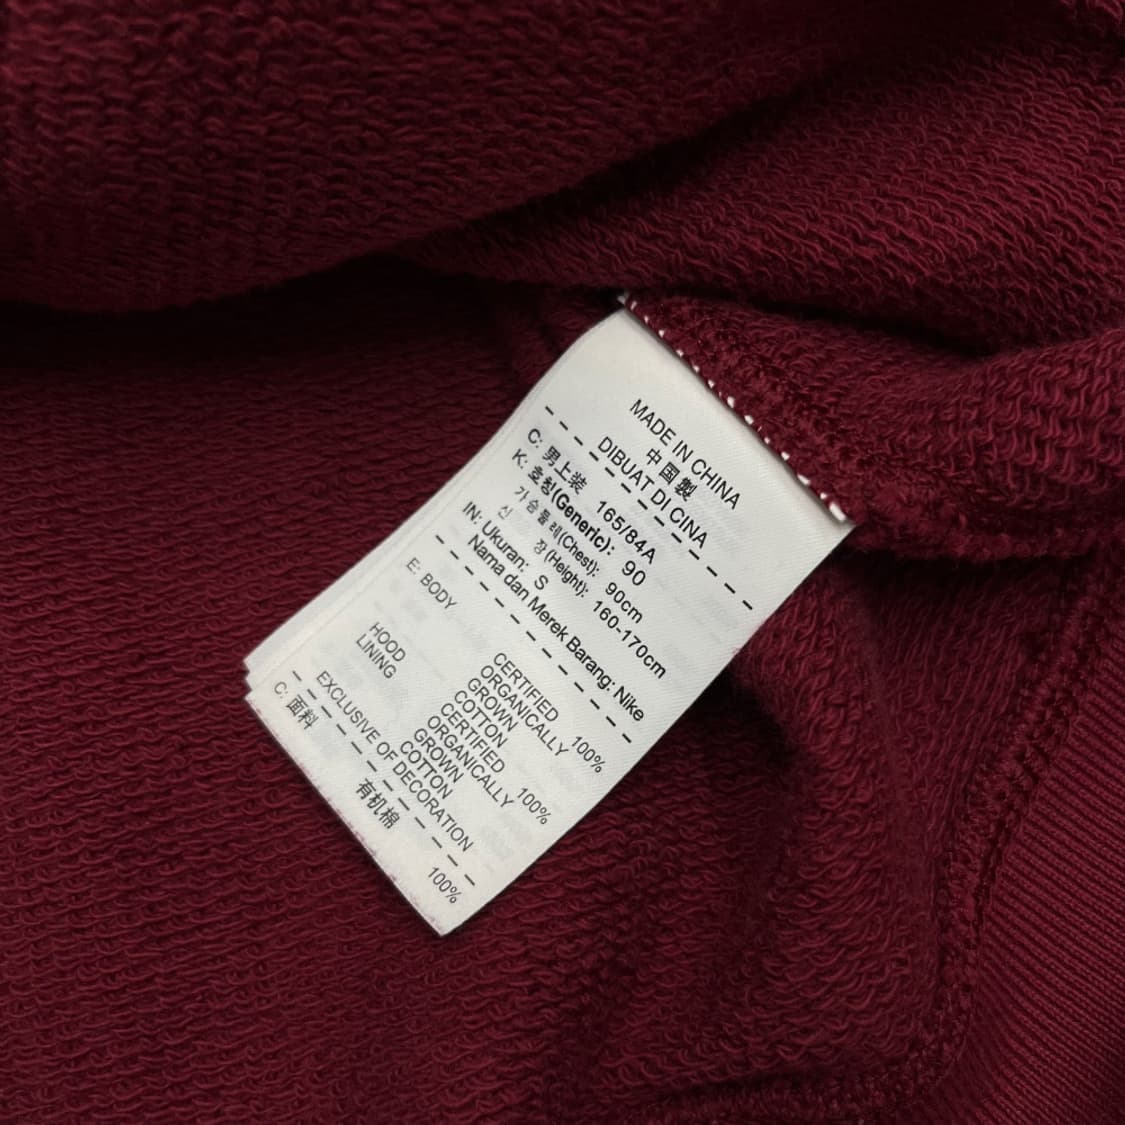 MADE IN CHINA
中国製
DIBUAT DI CINA
C: 男上装 165/84A
K: 호칭(Generic): 90
가슴둘레(Chest): 90cm
신 장(Height): 160-170cm
IN: Ukuran: S
Nama dan Merek Barang: Nike
E: BODY
CERTIFIED
ORGANICALLY 100%
GROWN
COTTON
HOOD
LINING
CERTIFIED
ORGANICALLY 100%
GROWN
COTTON
EXCLUSIVE OF DECORATION
C: 面料
有机棉 100%